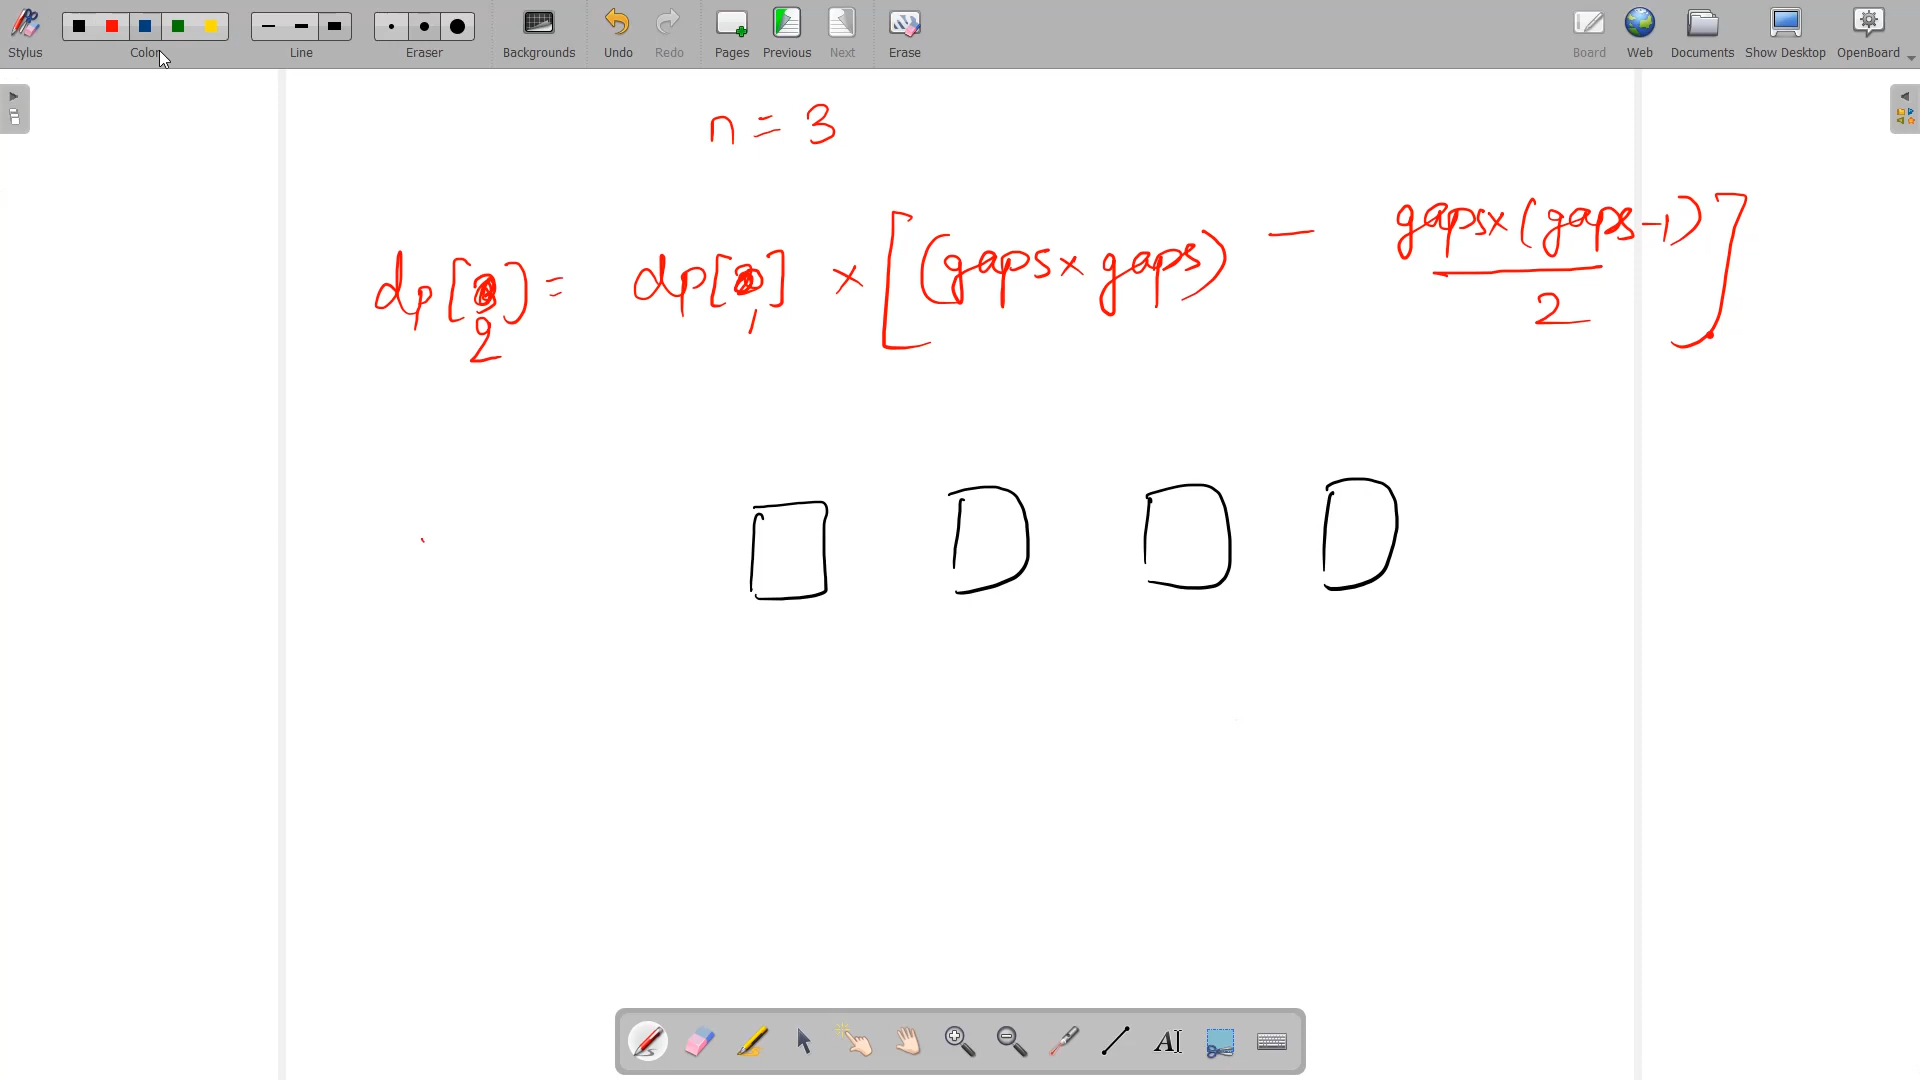 Stylus Color Line Eraser Backgrounds Undo Redo Pages Previous Next Erase Board Web Documents Show Desktop OpenBoard
n = 3
dp[2] = dp[1] x [(gaps x gaps) - gaps x (gaps-1) / 2]